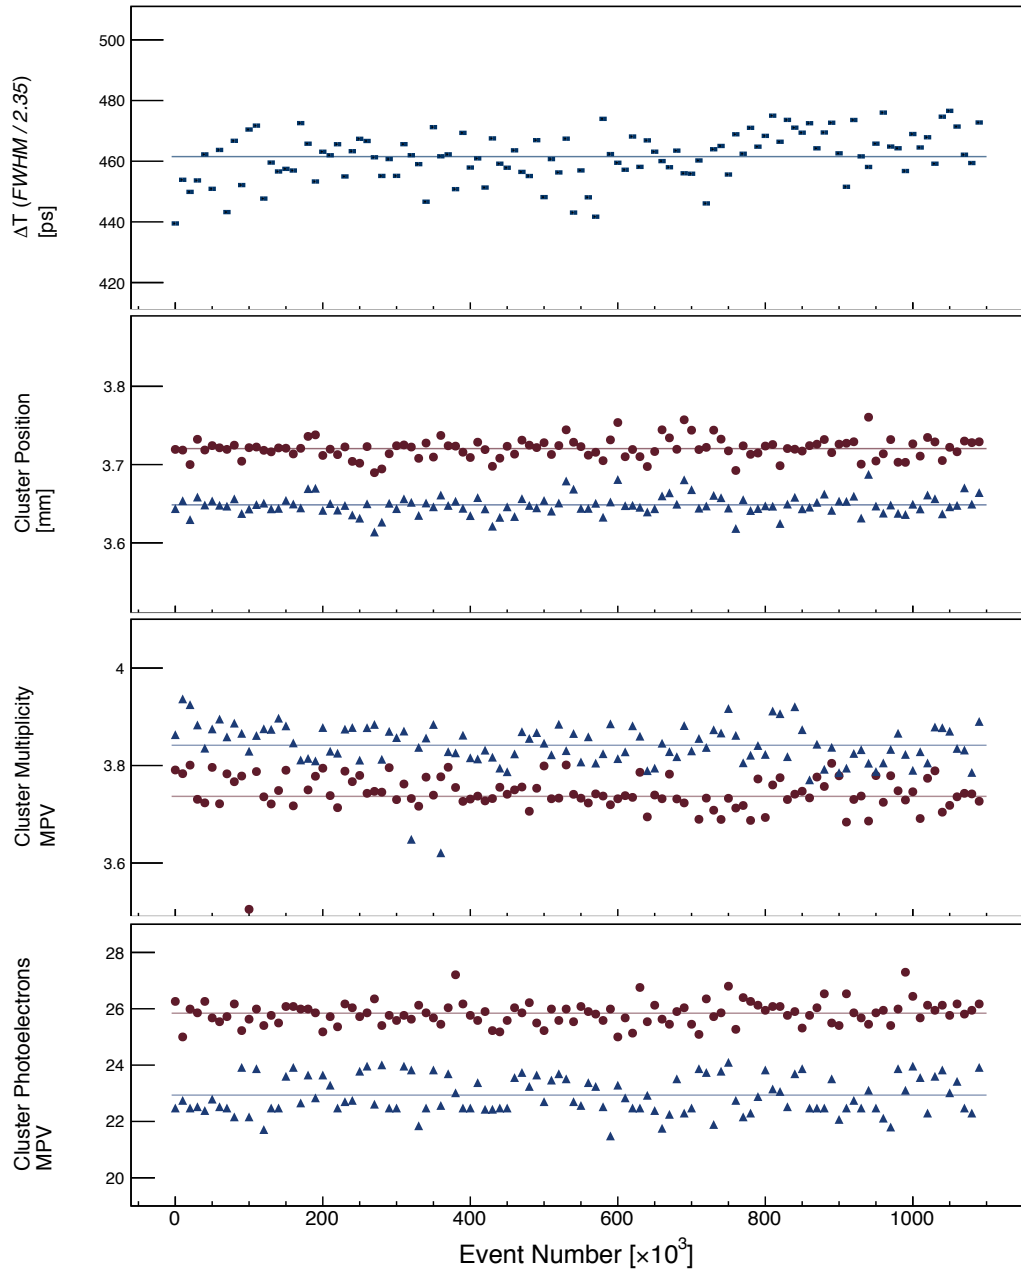 500
480
460
440
420
ΔT (FWHM / 2.35)
[ps]
3.8
3.7
3.6
Cluster Position
[mm]
4
3.8
3.6
Cluster Multiplicity
MPV
28
26
24
22
20
Cluster Photoelectrons
MPV
0 200 400 600 800 1000
Event Number [×10³]